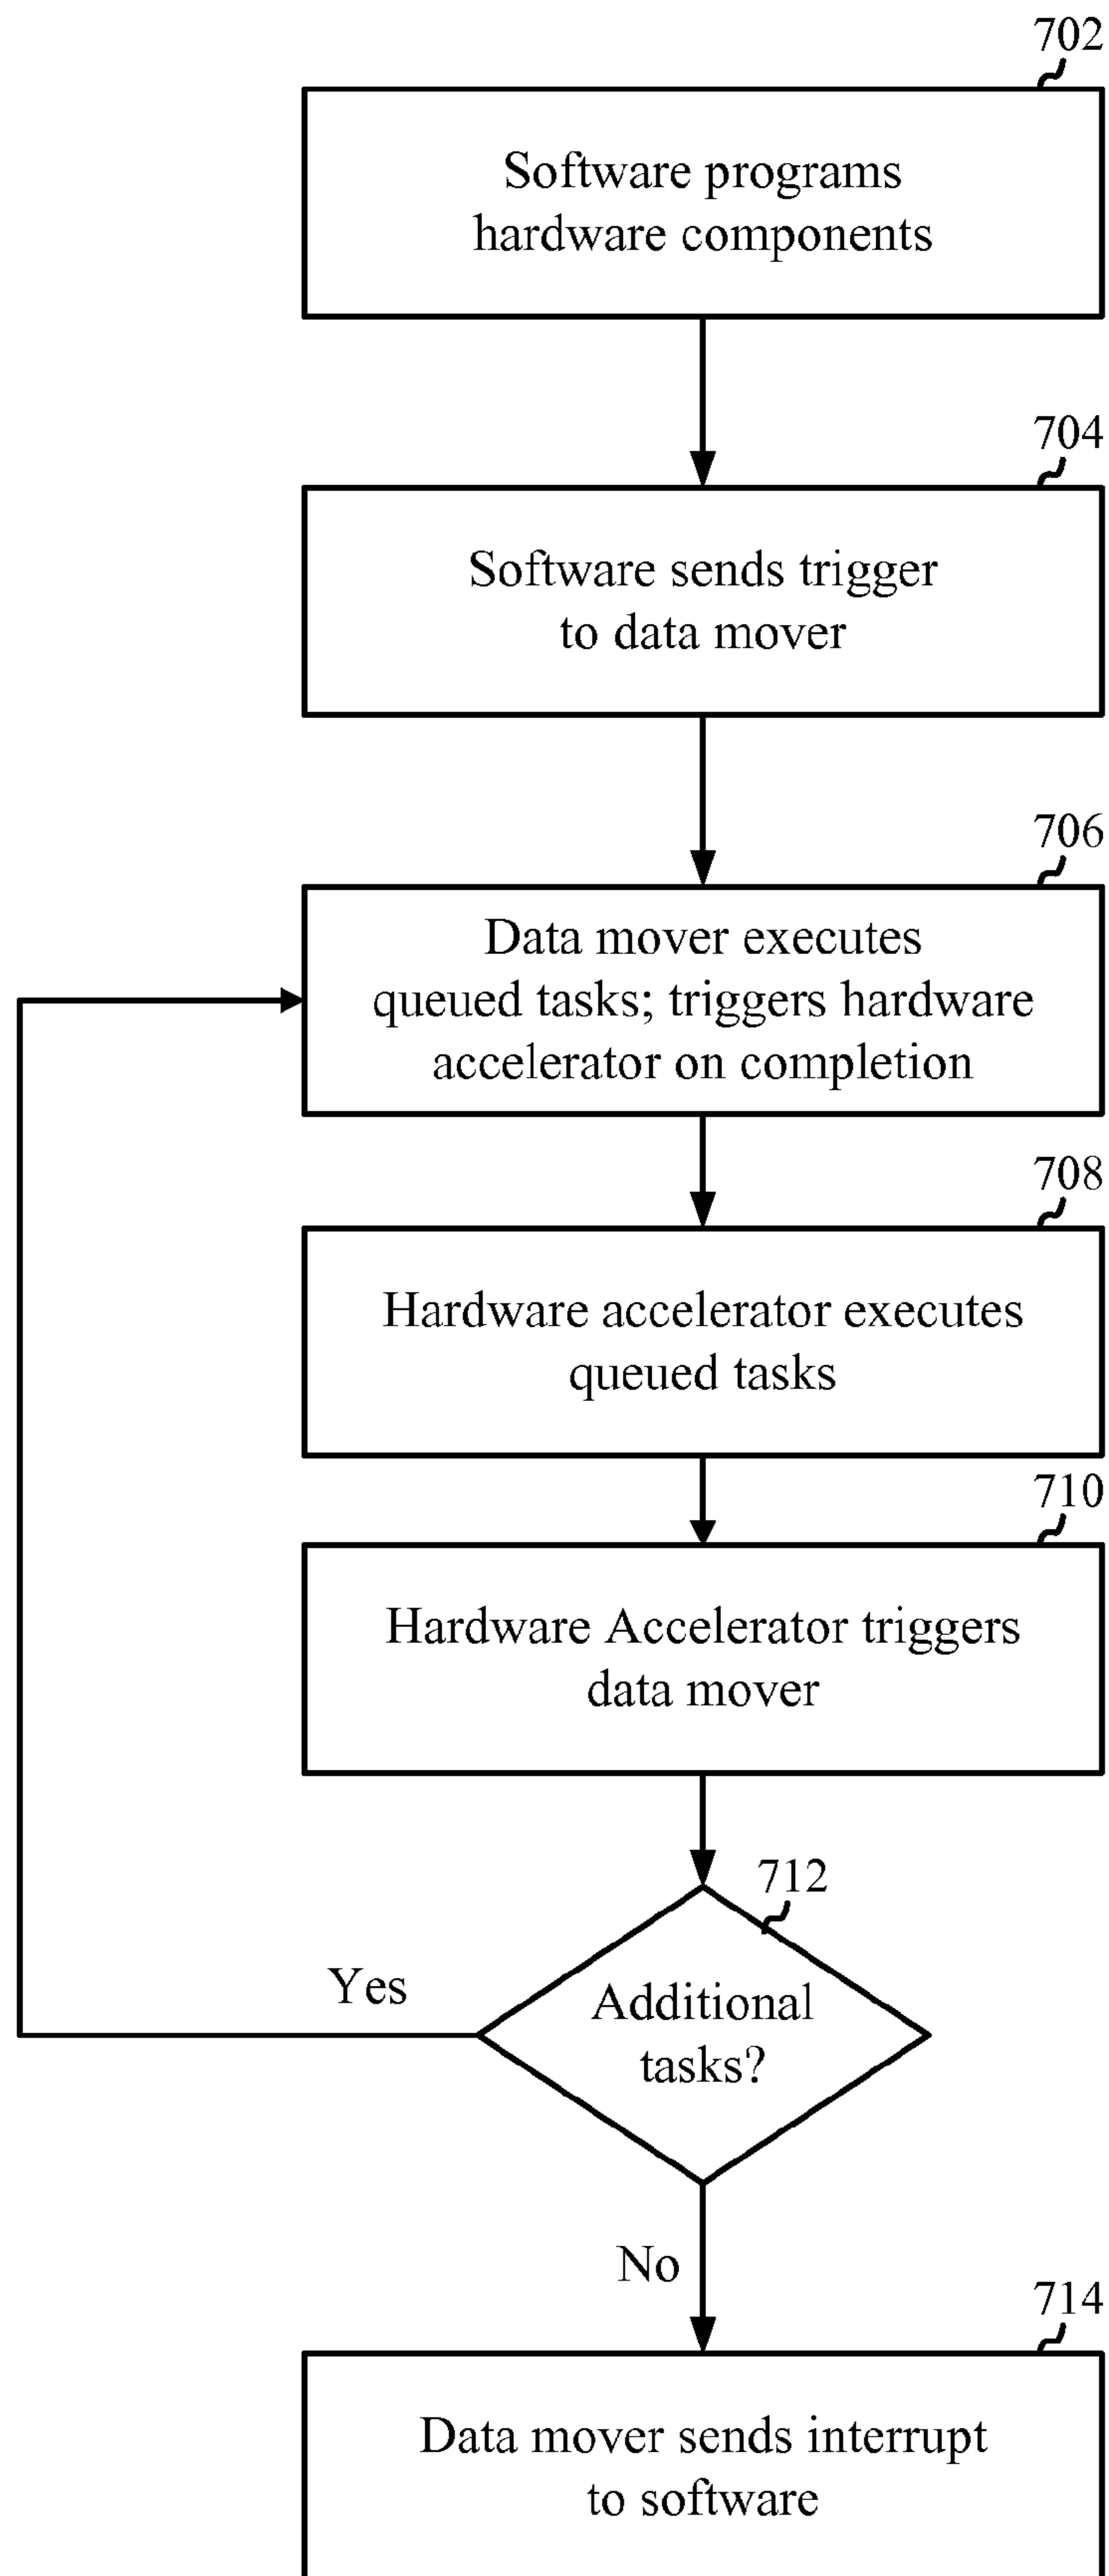 702
Software programs
hardware components
704
Software sends trigger
to data mover
706
Data mover executes
queued tasks; triggers hardware
accelerator on completion
708
Hardware accelerator executes
queued tasks
710
Hardware Accelerator triggers
data mover
712
Yes
Additional
tasks?
No
714
Data mover sends interrupt
to software